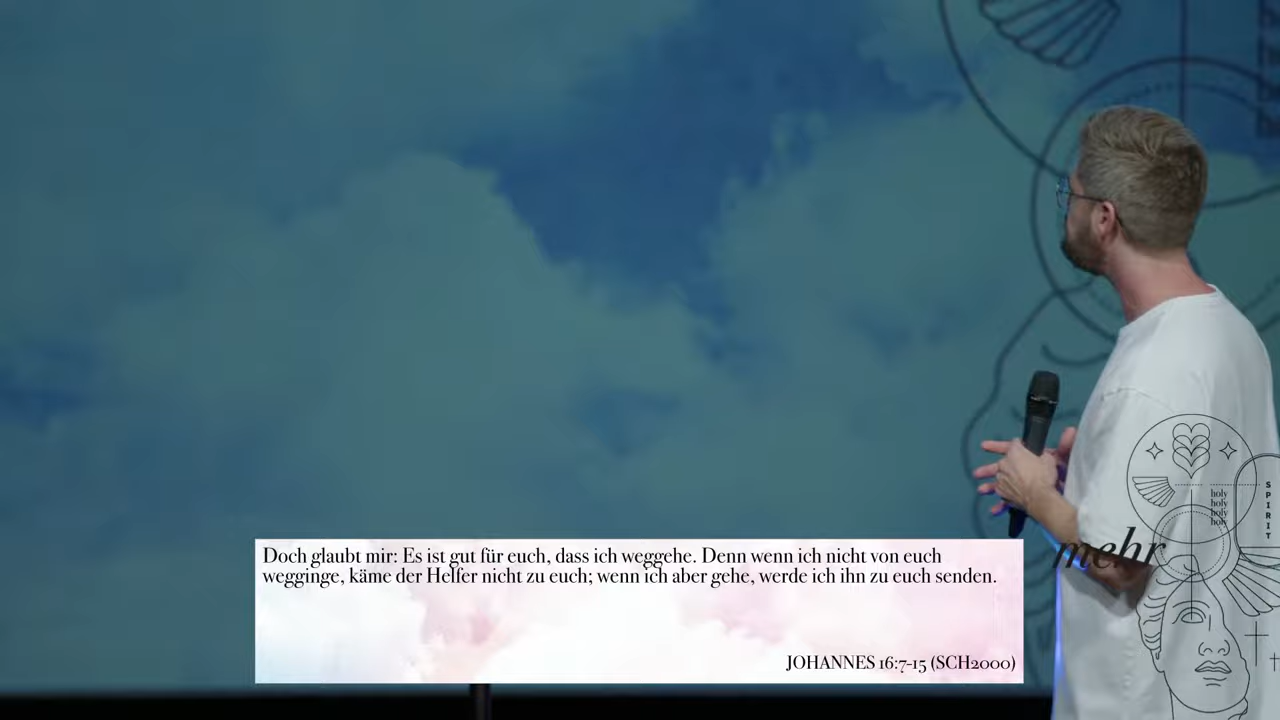 holy
holy
holy
holy
SPIRIT
mehr
Doch glaubt mir: Es ist gut für euch, dass ich weggehe. Denn wenn ich nicht von euch
wegginge, käme der Helfer nicht zu euch; wenn ich aber gehe, werde ich ihn zu euch senden.
JOHANNES 16:7-15 (SCH2000)